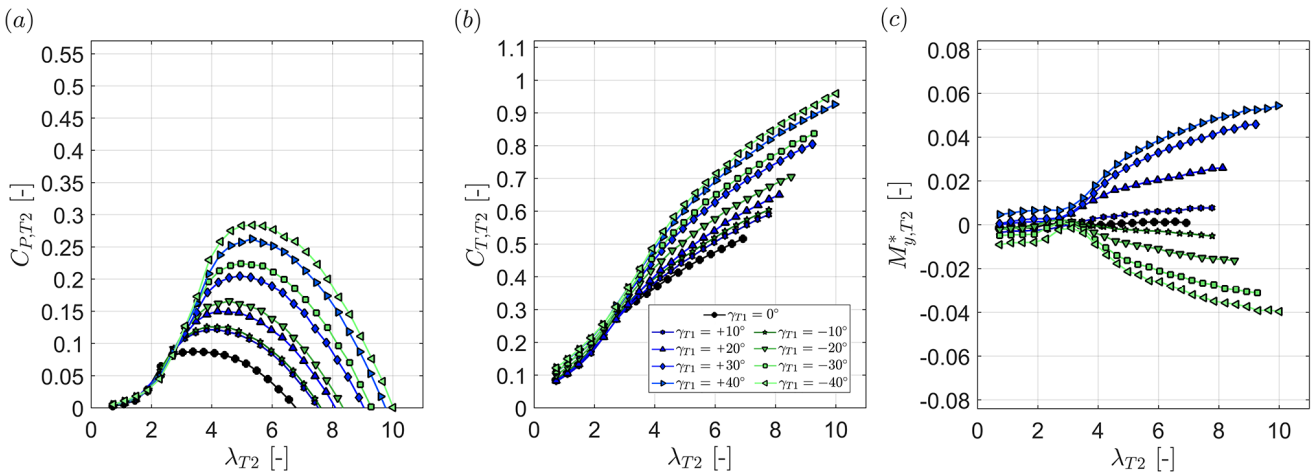 (a)
0.55
0.5
0.45
0.4
0.35
0.3
0.25
0.2
0.15
0.1
0.05
0
C_{P,T2} [-]
0 2 4 6 8 10
λ_{T2} [-]
(b)
1.1
1
0.9
0.8
0.7
0.6
0.5
0.4
0.3
0.2
0.1
0
C_{T,T2} [-]
γ_{T1} = 0°
γ_{T1} = +10° γ_{T1} = −10°
γ_{T1} = +20° γ_{T1} = −20°
γ_{T1} = +30° γ_{T1} = −30°
γ_{T1} = +40° γ_{T1} = −40°
0 2 4 6 8 10
λ_{T2} [-]
(c)
0.08
0.06
0.04
0.02
0
-0.02
-0.04
-0.06
-0.08
M^*_{y,T2} [-]
0 2 4 6 8 10
λ_{T2} [-]